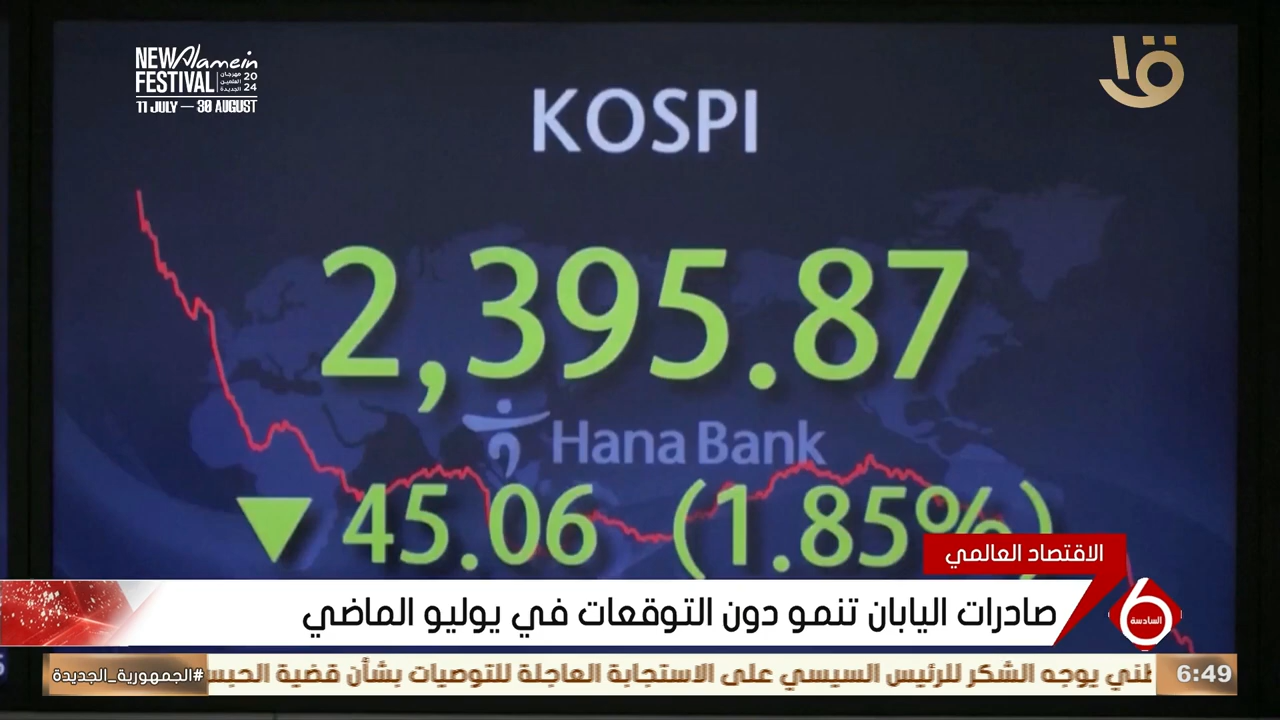 NEW Alamein
FESTIVAL
مهرجان
العلمين
الجديدة
20
24
11 JULY — 30 AUGUST
KOSPI
2,395.87
Hana Bank
▼ 45.06 (1.85%)
الاقتصاد العالمي
صادرات اليابان تنمو دون التوقعات في يوليو الماضي
السادسة
6:49
يوجه الشكر للرئيس السيسي على الاستجابة العاجلة للتوصيات بشأن قضية
#الجمهورية_الجديدة